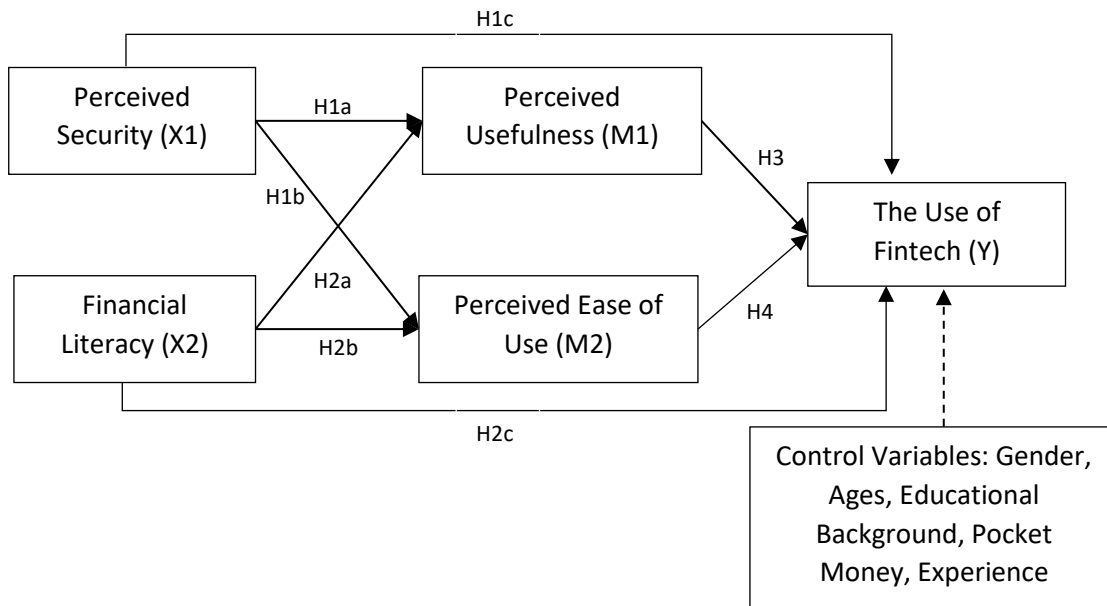 H1c
Perceived
Security (X1)
H1a
Perceived
Usefulness (M1)
H3
H1b
The Use of
Fintech (Y)
H2a
Financial
Literacy (X2)
H2b
Perceived Ease of
Use (M2)
H4
H2c
Control Variables: Gender,
Ages, Educational
Background, Pocket
Money, Experience